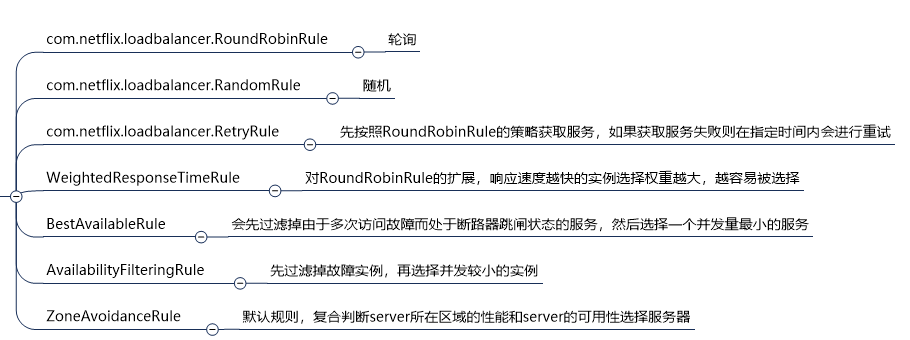 com.netflix.loadbalancer.RoundRobinRule 轮询
com.netflix.loadbalancer.RandomRule 随机
com.netflix.loadbalancer.RetryRule 先按照RoundRobinRule的策略获取服务，如果获取服务失败则在指定时间内会进行重试
WeightedResponseTimeRule 对RoundRobinRule的扩展，响应速度越快的实例选择权重越大，越容易被选择
BestAvailableRule 会先过滤掉由于多次访问故障而处于断路器跳闸状态的服务，然后选择一个并发量最小的服务
AvailabilityFilteringRule 先过滤掉故障实例，再选择并发较小的实例
ZoneAvoidanceRule 默认规则，复合判断server所在区域的性能和server的可用性选择服务器